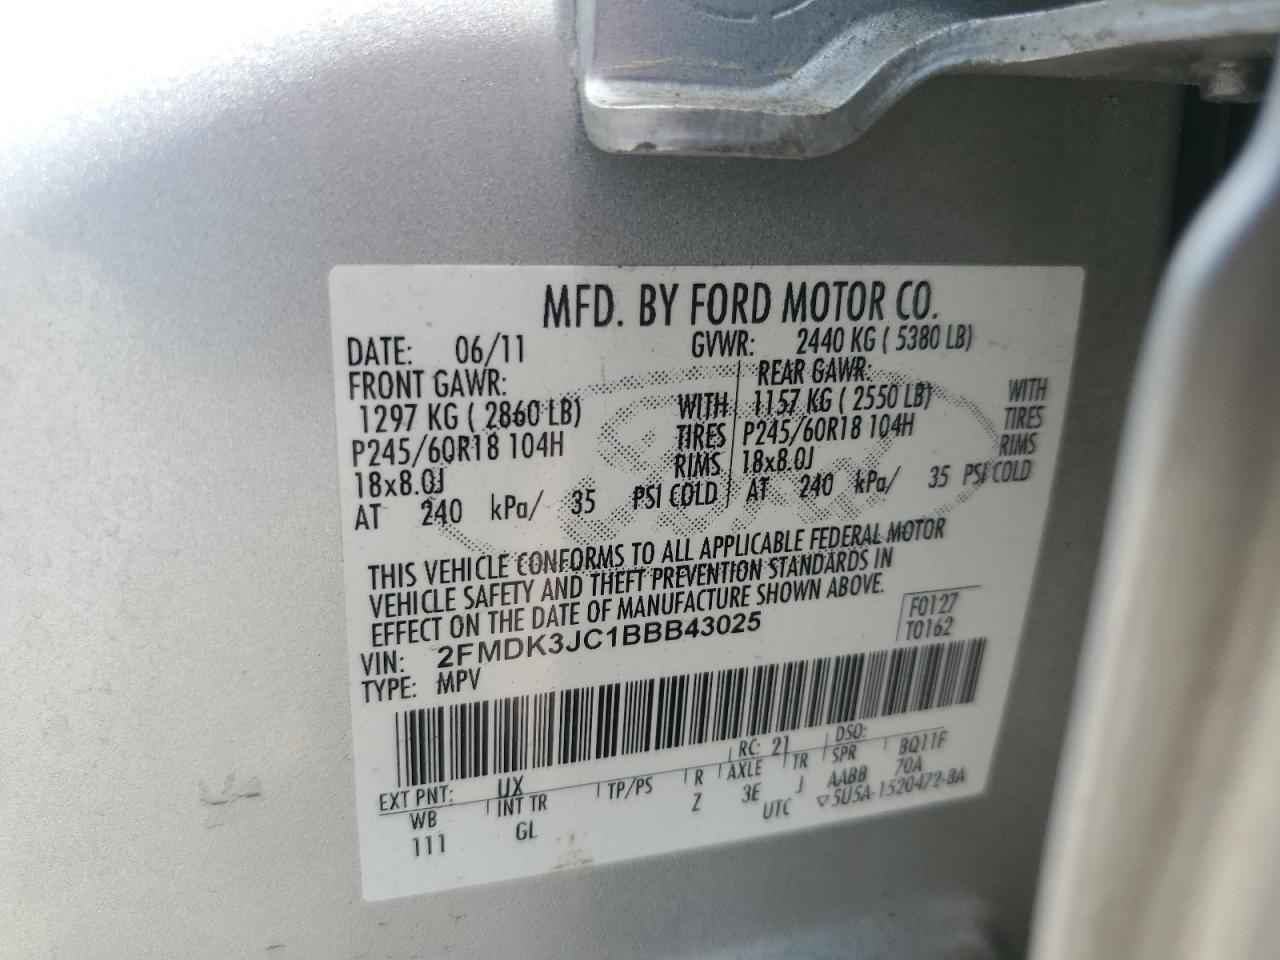 MFD. BY FORD MOTOR CO.
DATE: 06/11 GVWR: 2440 KG ( 5380 LB)
FRONT GAWR: REAR GAWR:
1297 KG ( 2860 LB) WITH 1157 KG ( 2550 LB) WITH
P245/60R18 104H TIRES P245/60R18 104H TIRES
18x8.0J RIMS 18x8.0J RIMS
AT 240 kPa/ 35 PSI COLD AT 240 kPa/ 35 PSI COLD
THIS VEHICLE CONFORMS TO ALL APPLICABLE FEDERAL MOTOR
VEHICLE SAFETY AND THEFT PREVENTION STANDARDS IN
EFFECT ON THE DATE OF MANUFACTURE SHOWN ABOVE.
F0127
VIN: 2FMDK3JC1BBB43025 T0162
TYPE: MPV
RC: 21 DSO:
EXT PNT: UX BQ11F
WB INT TR TP/PS R AXLE TR SPR
111 GL Z 3E J AABB 70A
UTC ▽5U5A-1520472-BA